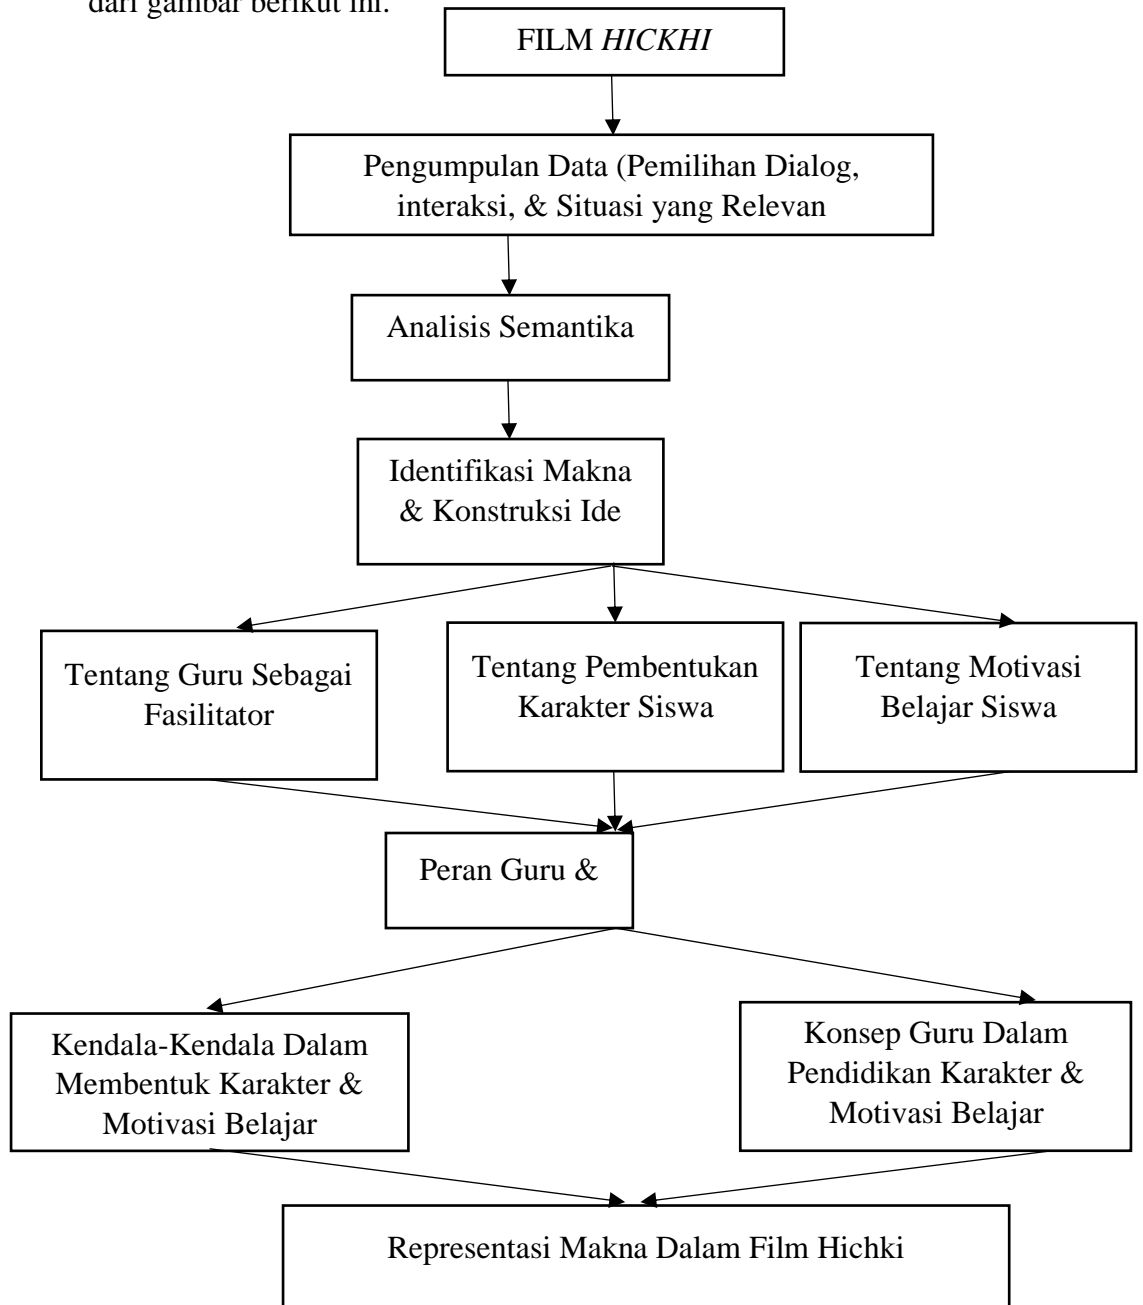 dari gambar berikut ini.
FILM HICKHI
Pengumpulan Data (Pemilihan Dialog,
interaksi, & Situasi yang Relevan
Analisis Semantika
Identifikasi Makna
& Konstruksi Ide
Tentang Guru Sebagai
Fasilitator
Tentang Pembentukan
Karakter Siswa
Tentang Motivasi
Belajar Siswa
Peran Guru &
Kendala-Kendala Dalam
Membentuk Karakter &
Motivasi Belajar
Konsep Guru Dalam
Pendidikan Karakter &
Motivasi Belajar
Representasi Makna Dalam Film Hichki